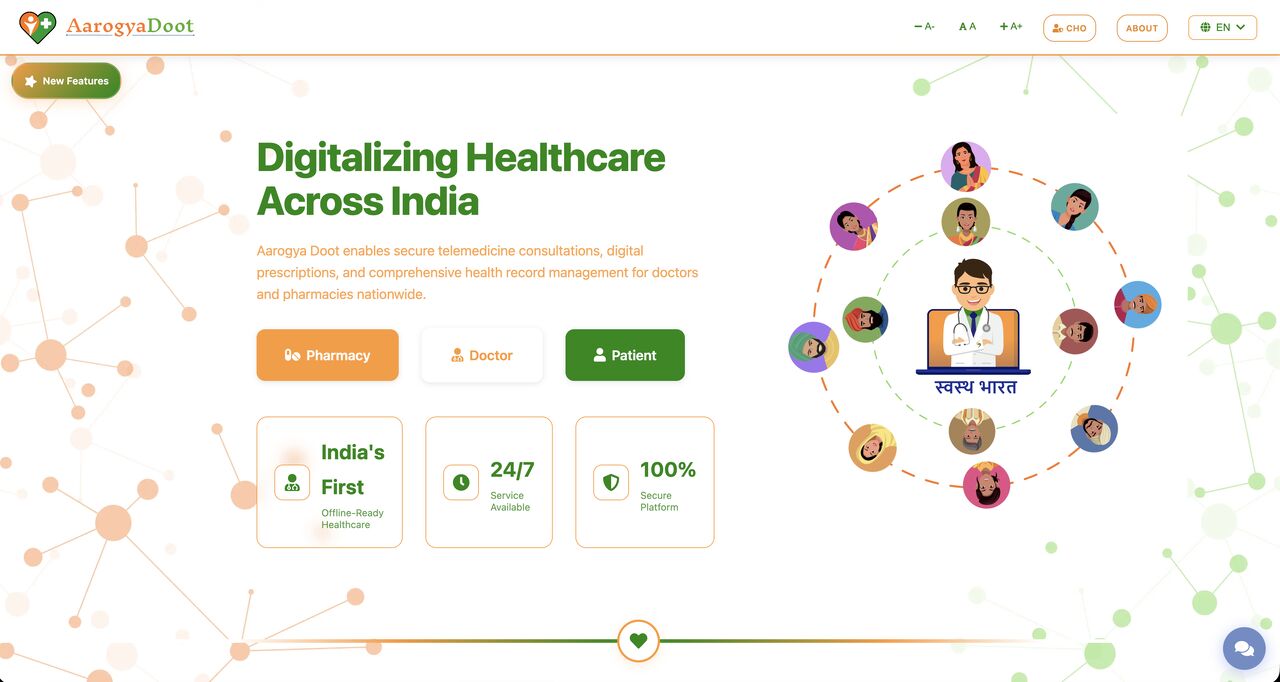 AarogyaDoot
A-
A A
A+
CHO
ABOUT
EN
New Features
Digitalizing Healthcare
Across India
Aarogya Doot enables secure telemedicine consultations, digital
prescriptions, and comprehensive health record management for doctors
and pharmacies nationwide.
Pharmacy
Doctor
Patient
India's
First
Offline-Ready
Healthcare
24/7
Service
Available
100%
Secure
Platform
स्वस्थ भारत